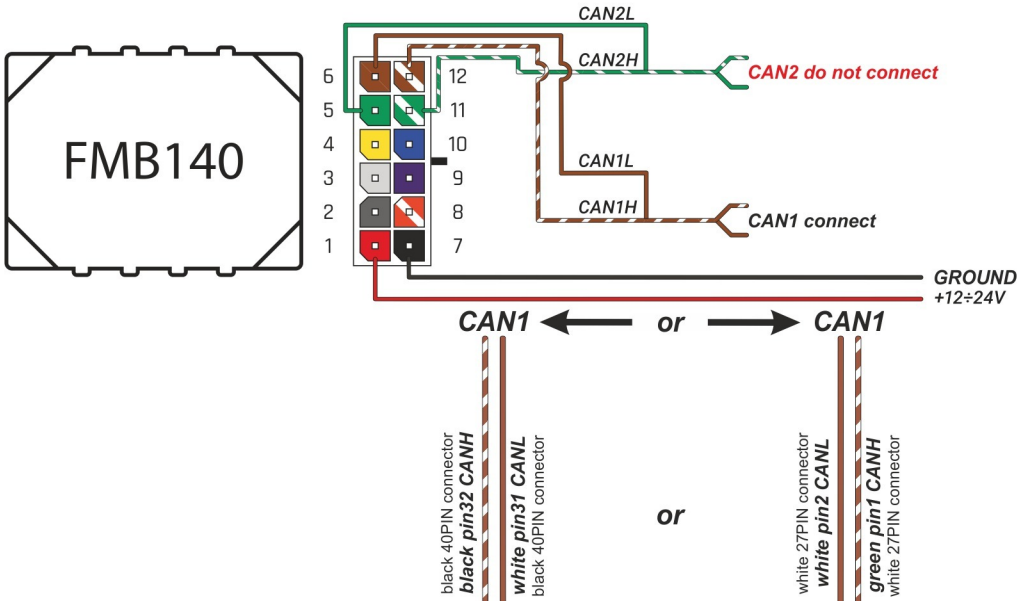 CAN2L
FMB140
6
12
CAN2H
CAN2 do not connect
5
11
4
10
3
9
CAN1L
2
8
CAN1H
CAN1 connect
1
7
GROUND
+12÷24V
CAN1
or
CAN1
black 40PIN connector
black pin32 CANH
white pin31 CANL
black 40PIN connector
or
white 27PIN connector
white pin2 CANL
green pin1 CANH
white 27PIN connector